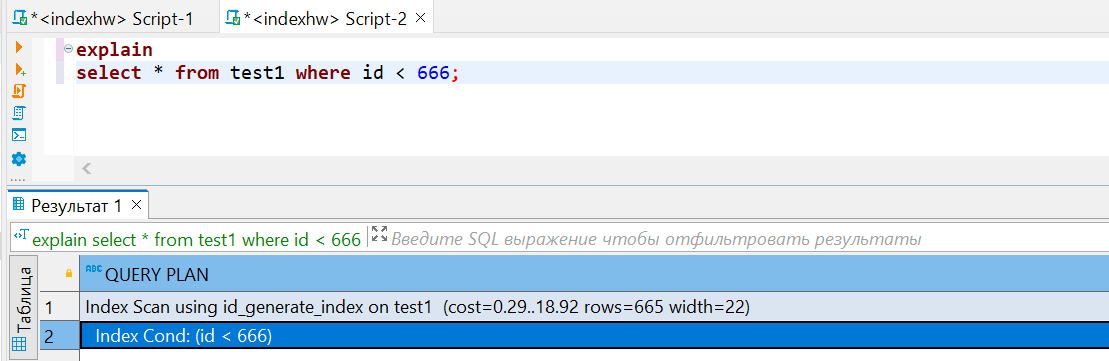 *<indexhw> Script-1
*<indexhw> Script-2
explain
select * from test1 where id < 666;
Результат 1
explain select * from test1 where id < 666
Введите SQL выражение чтобы отфильтровать результаты
Таблица
ABC QUERY PLAN
1 Index Scan using id_generate_index on test1 (cost=0.29..18.92 rows=665 width=22)
2 Index Cond: (id < 666)